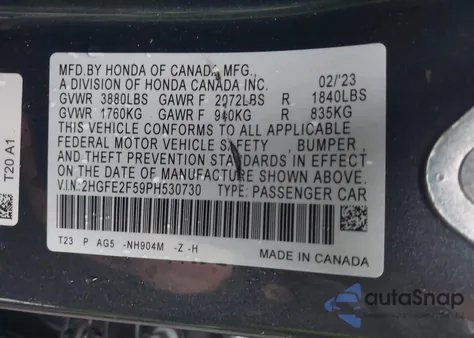 MFD.BY HONDA OF CANADA MFG.,
A DIVISION OF HONDA CANADA INC. 02/'23
GVWR 3880LBS GAWR F 2072LBS R 1840LBS
GVWR 1760KG GAWR F 940KG R 835KG
THIS VEHICLE CONFORMS TO ALL APPLICABLE
FEDERAL MOTOR VEHICLE SAFETY, BUMPER,
AND THEFT PREVENTION STANDARDS IN EFFECT
ON THE DATE OF MANUFACTURE SHOWN ABOVE.
V.I.N.:2HGFE2F59PH530730 TYPE: PASSENGER CAR
T23 P AG5 -NH904M -Z -H
MADE IN CANADA
T20 A1
autoSnap